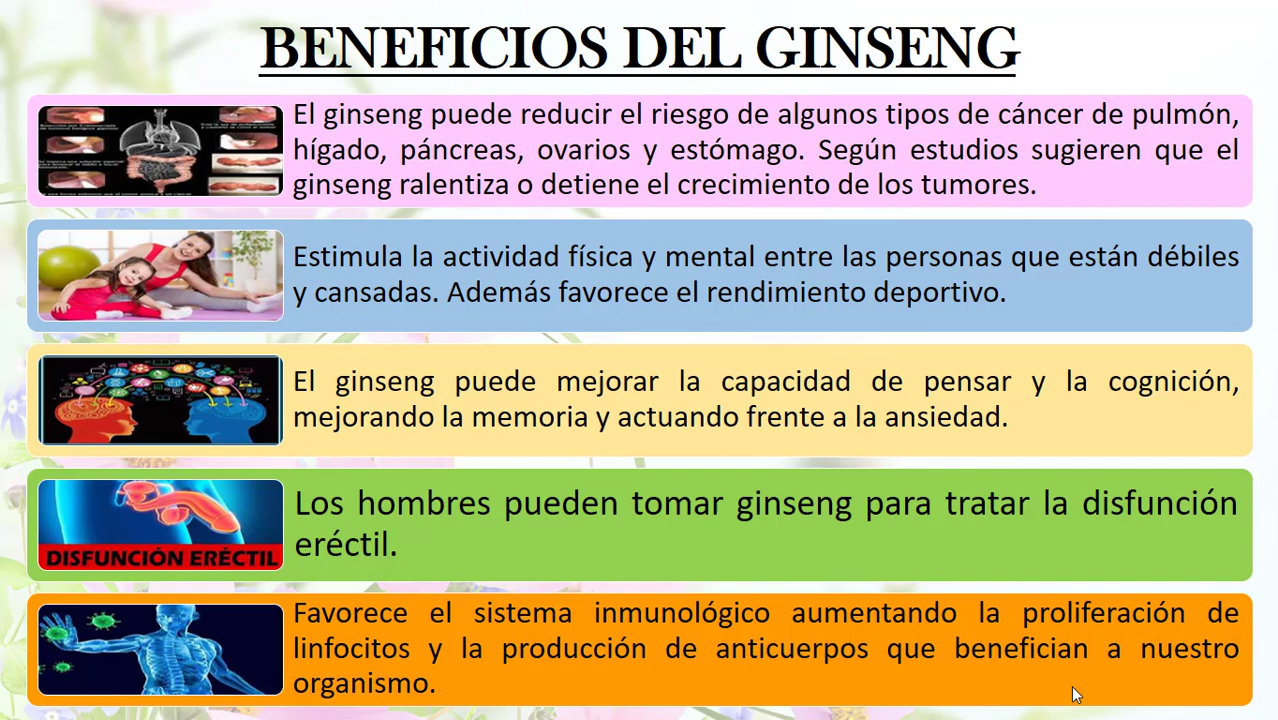 BENEFICIOS DEL GINSENG
El ginseng puede reducir el riesgo de algunos tipos de cáncer de pulmón,
hígado, páncreas, ovarios y estómago. Según estudios sugieren que el
ginseng ralentiza o detiene el crecimiento de los tumores.
Estimula la actividad física y mental entre las personas que están débiles
y cansadas. Además favorece el rendimiento deportivo.
El ginseng puede mejorar la capacidad de pensar y la cognición,
mejorando la memoria y actuando frente a la ansiedad.
Los hombres pueden tomar ginseng para tratar la disfunción
eréctil.
DISFUNCIÓN ERÉCTIL
Favorece el sistema inmunológico aumentando la proliferación de
linfocitos y la producción de anticuerpos que benefician a nuestro
organismo.